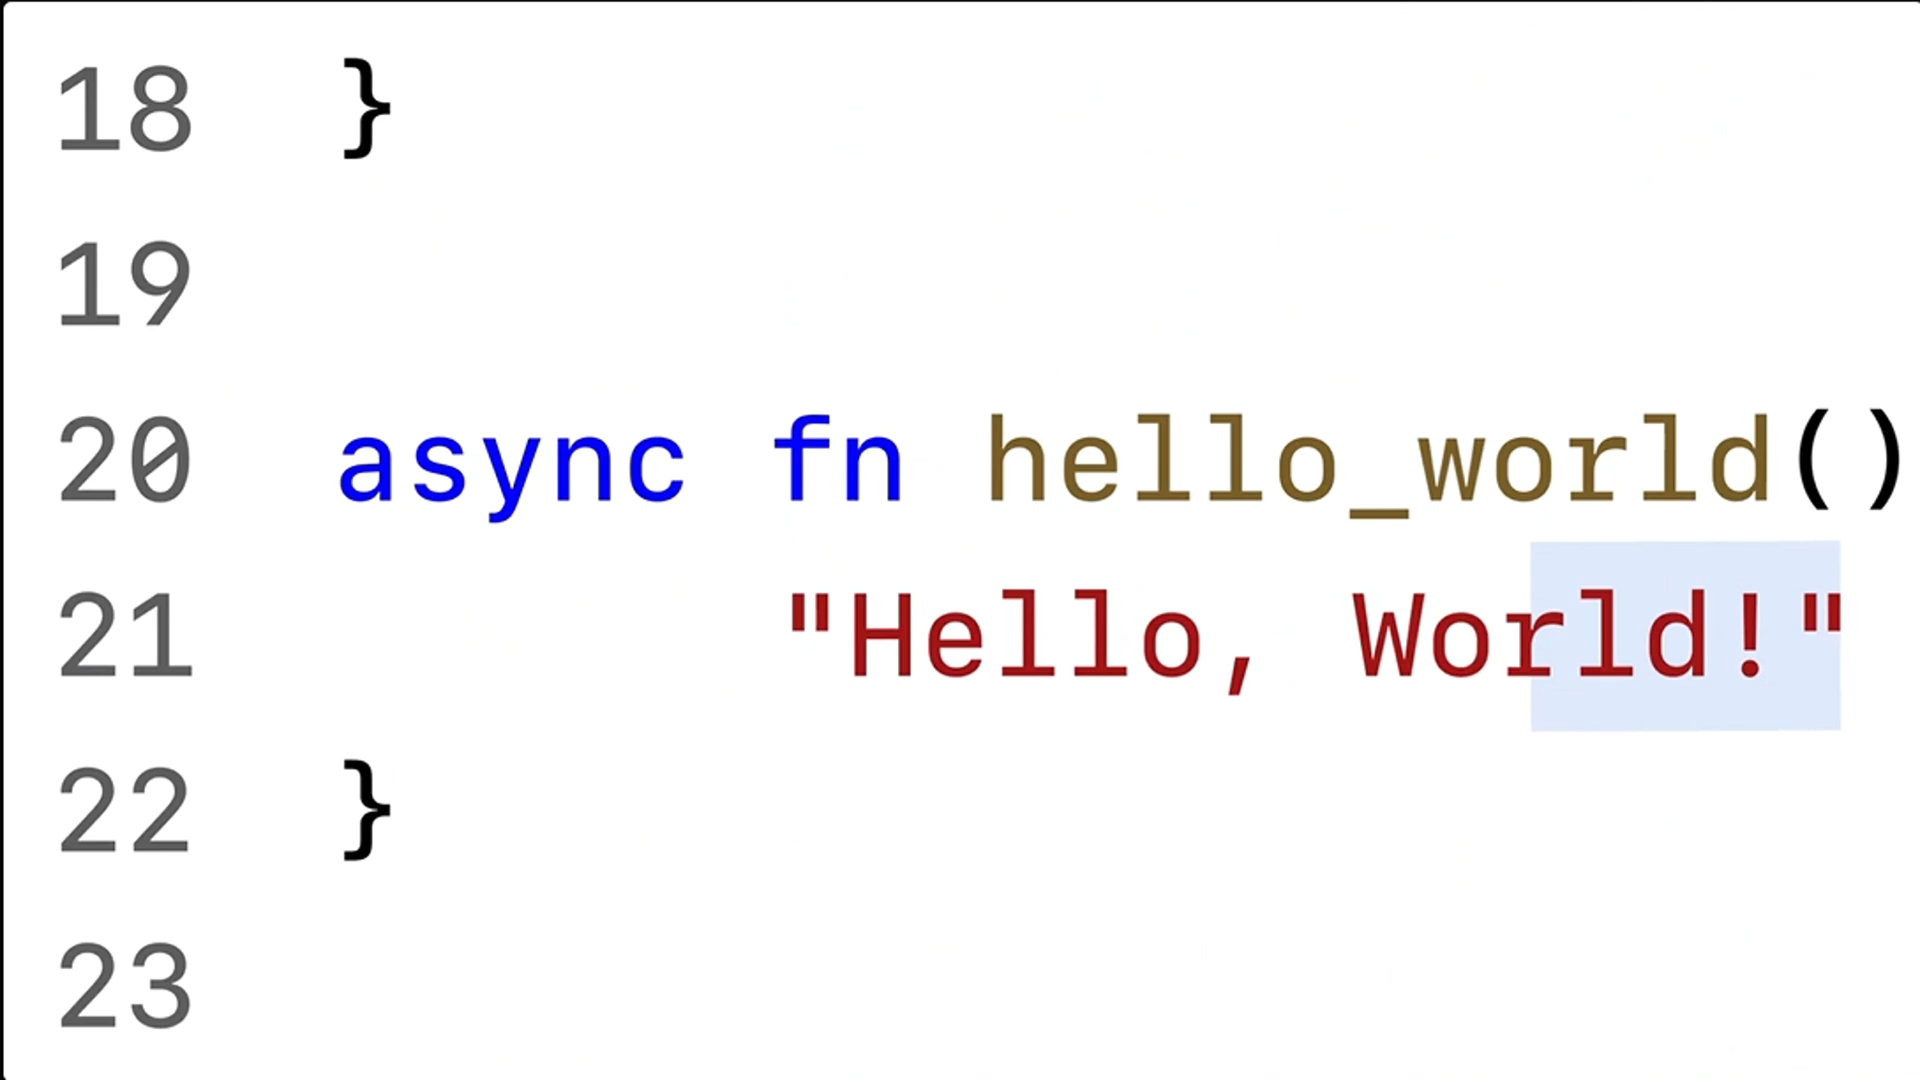 18 }
19
20 async fn hello_world()
21 "Hello, World!"
22 }
23